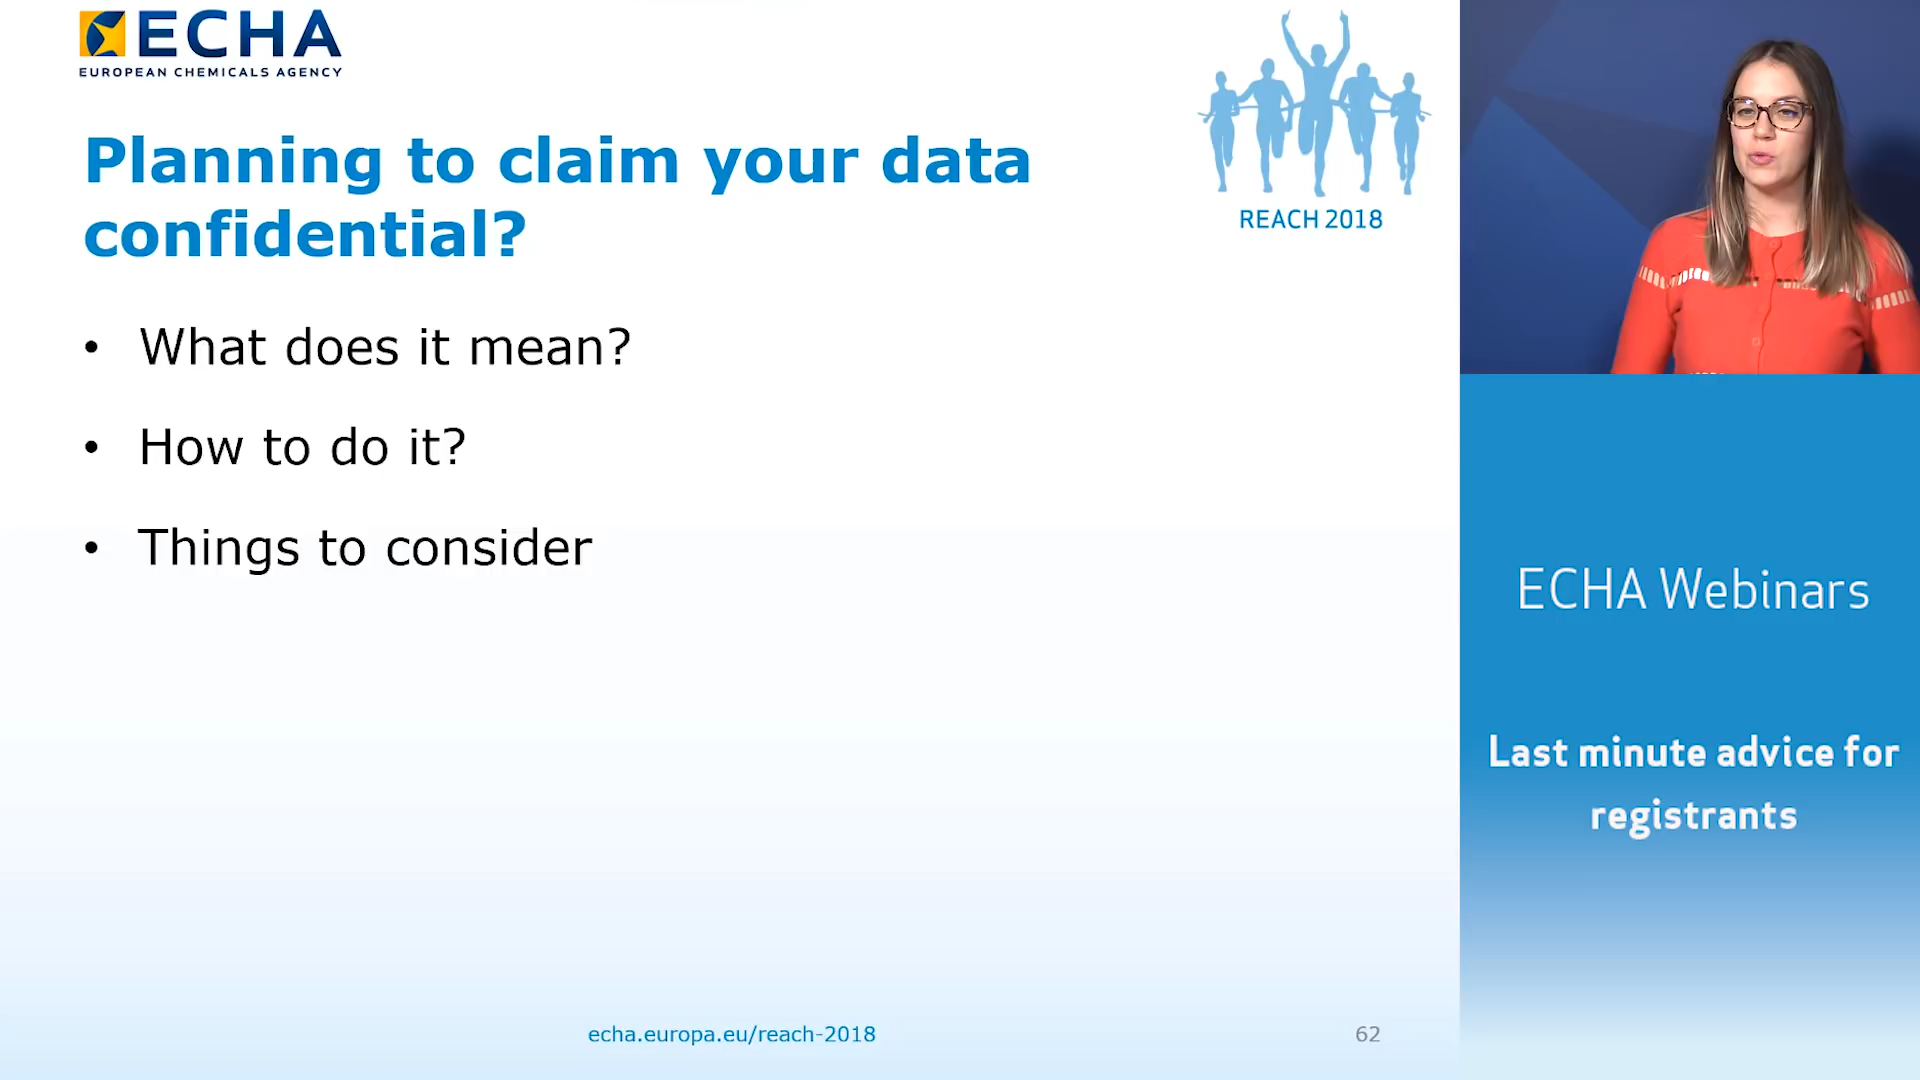 ECHA
EUROPEAN CHEMICALS AGENCY
REACH 2018
Planning to claim your data
confidential?
• What does it mean?
• How to do it?
• Things to consider
echa.europa.eu/reach-2018
62
ECHA Webinars
Last minute advice for
registrants